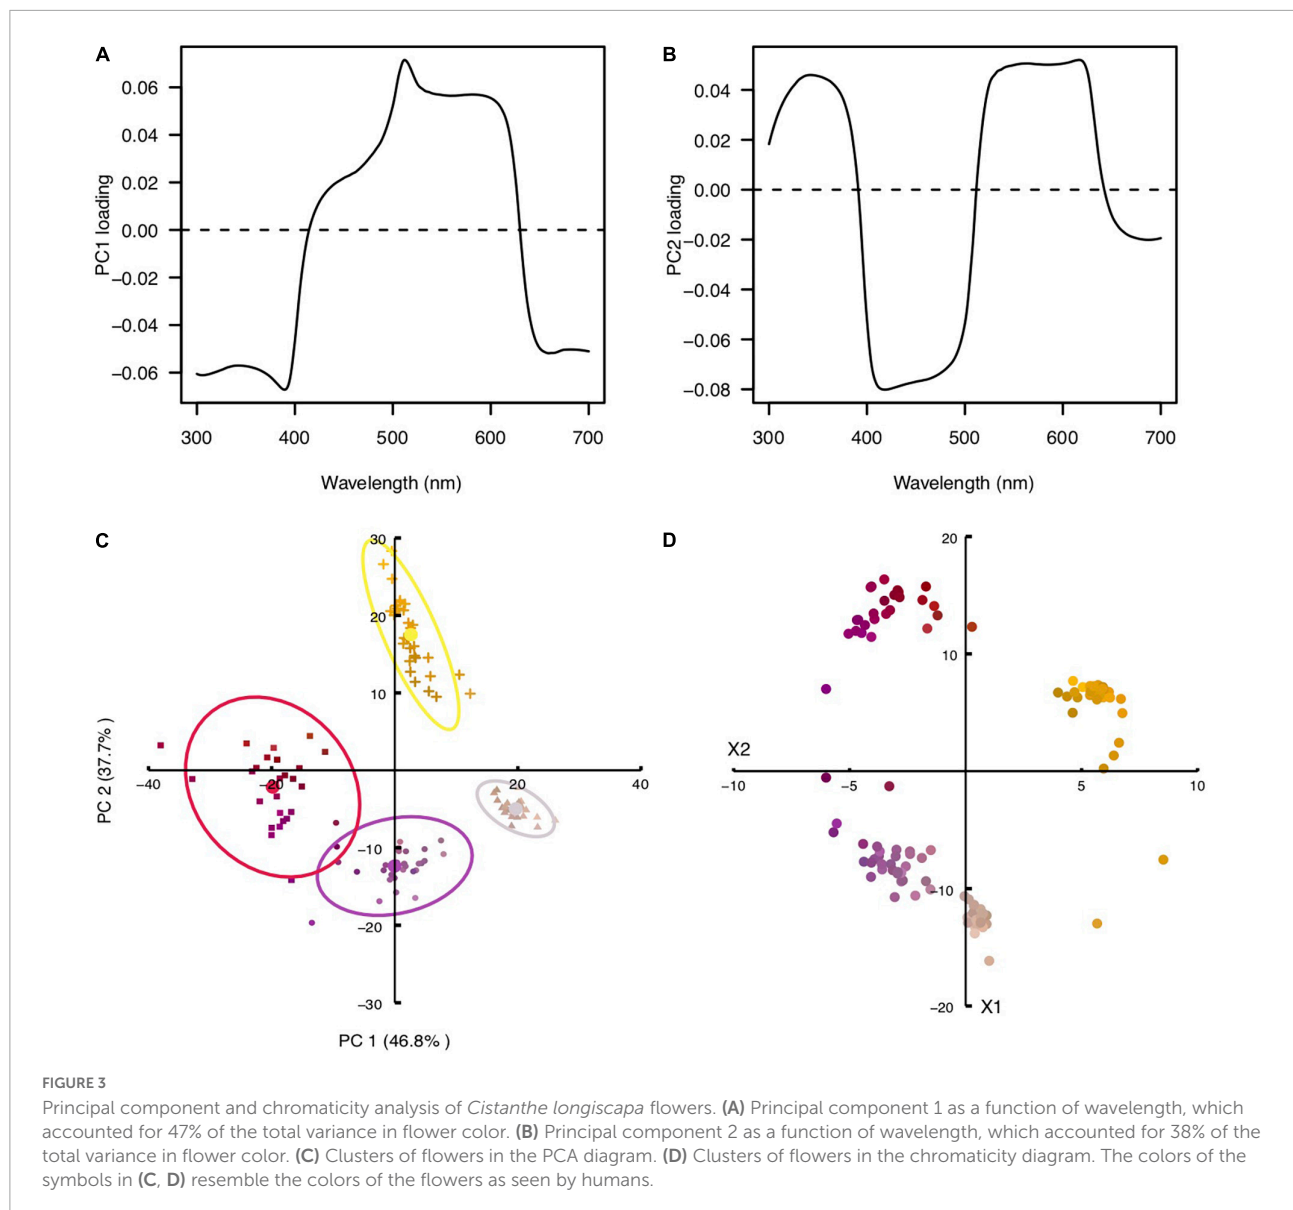 A
0.06
0.04
0.02
0.00
−0.02
−0.04
−0.06
PC1 loading
300 400 500 600 700
Wavelength (nm)
B
0.04
0.02
0.00
−0.02
−0.04
−0.06
−0.08
PC2 loading
300 400 500 600 700
Wavelength (nm)
C
30
20
10
−40 −20 20 40
−10
−20
−30
PC 2 (37.7% )
PC 1 (46.8% )
D
20
10
X2
−10 −5 5 10
−10
−20 X1
FIGURE 3
Principal component and chromaticity analysis of Cistanthe longiscapa flowers. (A) Principal component 1 as a function of wavelength, which
accounted for 47% of the total variance in flower color. (B) Principal component 2 as a function of wavelength, which accounted for 38% of the
total variance in flower color. (C) Clusters of flowers in the PCA diagram. (D) Clusters of flowers in the chromaticity diagram. The colors of the
symbols in (C, D) resemble the colors of the flowers as seen by humans.